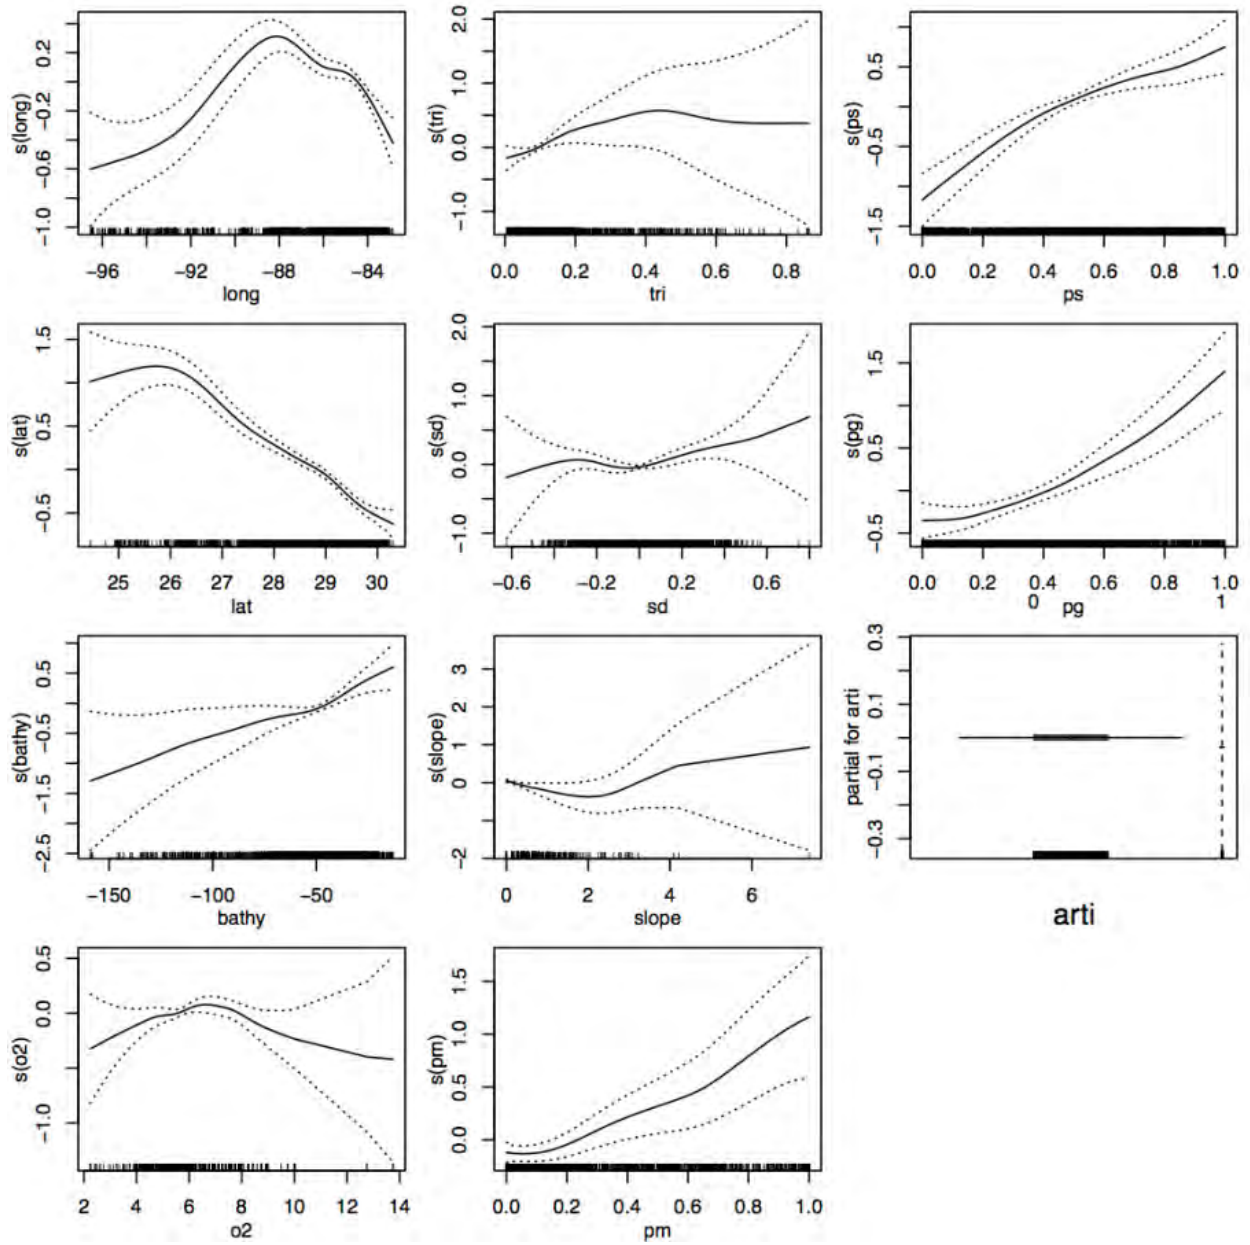 s(long)
0.2
−0.2
−0.6
−1.0
−96 −92 −88 −84
long
s(tri)
2.0
1.0
0.0
−1.0
0.0 0.2 0.4 0.6 0.8
tri
s(ps)
0.5
−0.5
−1.5
0.0 0.2 0.4 0.6 0.8 1.0
ps
s(lat)
1.5
0.5
−0.5
25 26 27 28 29 30
lat
s(sd)
2.0
1.0
0.0
−1.0
−0.6 −0.2 0.2 0.6
sd
s(pg)
1.5
0.5
−0.5
0.0 0.2 0.4 0.6 0.8 1.0
pg
s(bathy)
0.5
−0.5
−1.5
−2.5
−150 −100 −50
bathy
s(slope)
3
2
1
0
−2
0 2 4 6
slope
0 1
partial for arti
0.3
0.1
−0.1
−0.3
arti
s(o2)
0.5
0.0
−1.0
2 4 6 8 10 12 14
o2
s(pm)
1.5
1.0
0.5
0.0
0.0 0.2 0.4 0.6 0.8 1.0
pm